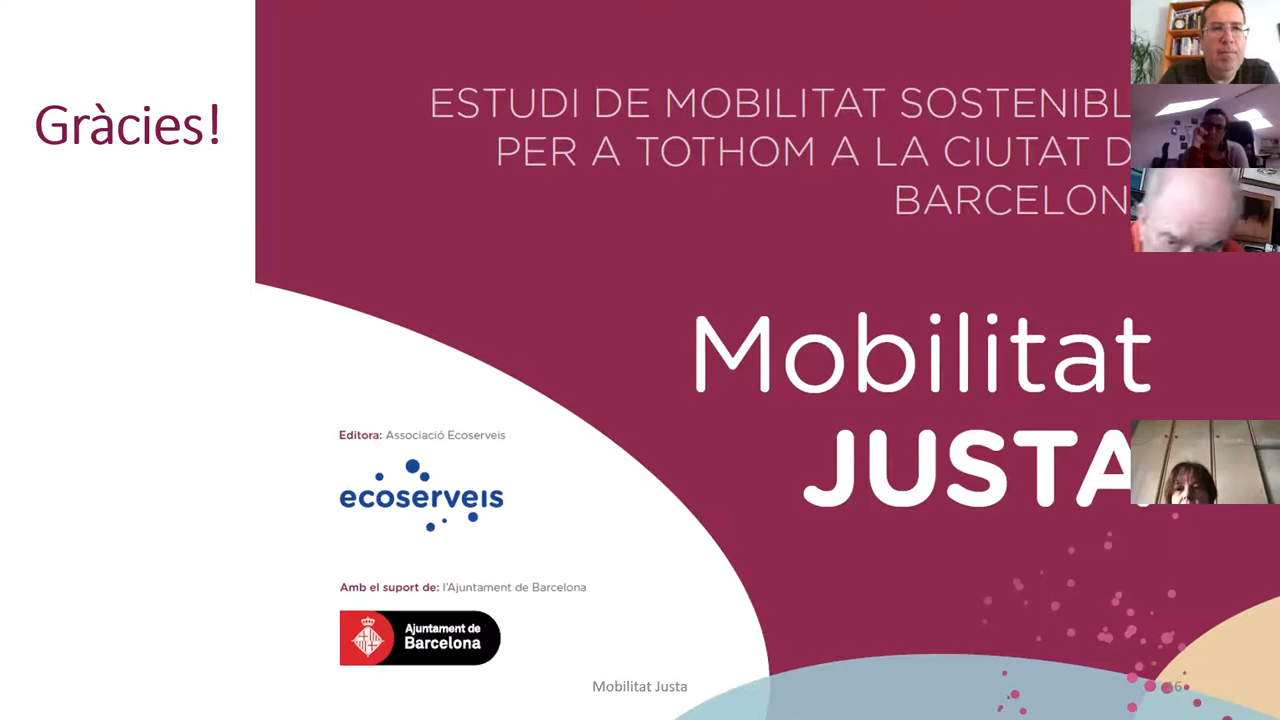 Gràcies!
ESTUDI DE MOBILITAT SOSTENIBL
PER A TOTHOM A LA CIUTAT D
BARCELON
Mobilitat
JUSTA
Editora: Associació Ecoserveis
ecoserveis
Amb el suport de: l'Ajuntament de Barcelona
Ajuntament de
Barcelona
Mobilitat Justa